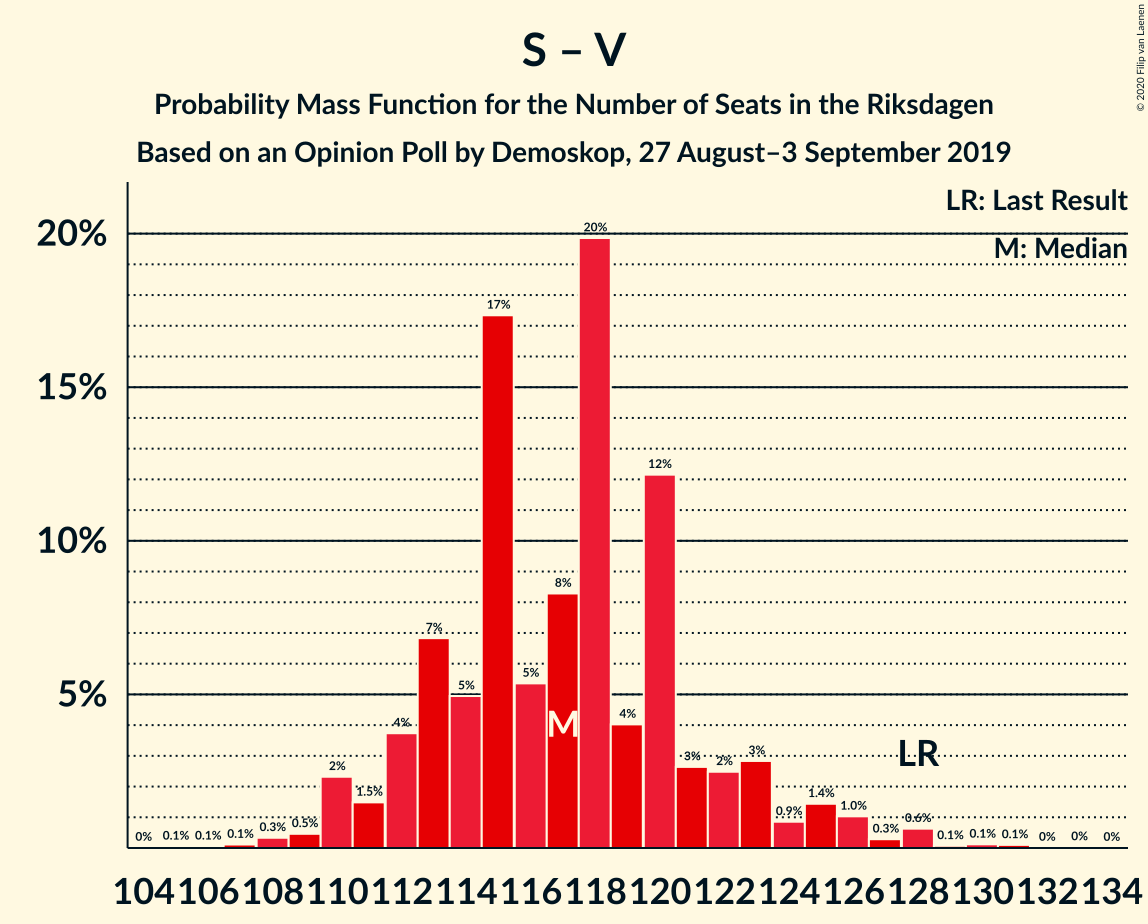 S – V
Probability Mass Function for the Number of Seats in the Riksdagen
Based on an Opinion Poll by Demoskop, 27 August–3 September 2019
© 2020 Filip van Laenen
LR: Last Result
M: Median
20%
15%
10%
5%
0% 0.1% 0.1% 0.1% 0.3% 0.5% 2% 1.5% 4% 7% 5% 17% 5% 8% 20% 4% 12% 3% 2% 3% 0.9% 1.4% 1.0% 0.3% 0.6% 0.1% 0.1% 0.1% 0% 0% 0%
M
LR
104 106 108 110 112 114 116 118 120 122 124 126 128 130 132 134